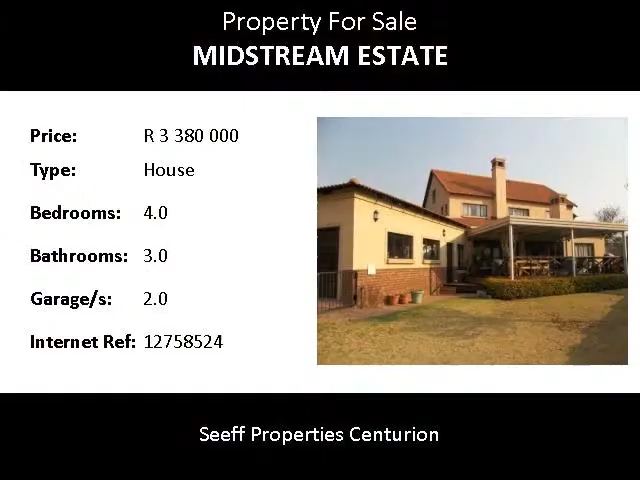 Property For Sale
MIDSTREAM ESTATE
Price: R 3 380 000
Type: House
Bedrooms: 4.0
Bathrooms: 3.0
Garage/s: 2.0
Internet Ref: 12758524
Seeff Properties Centurion